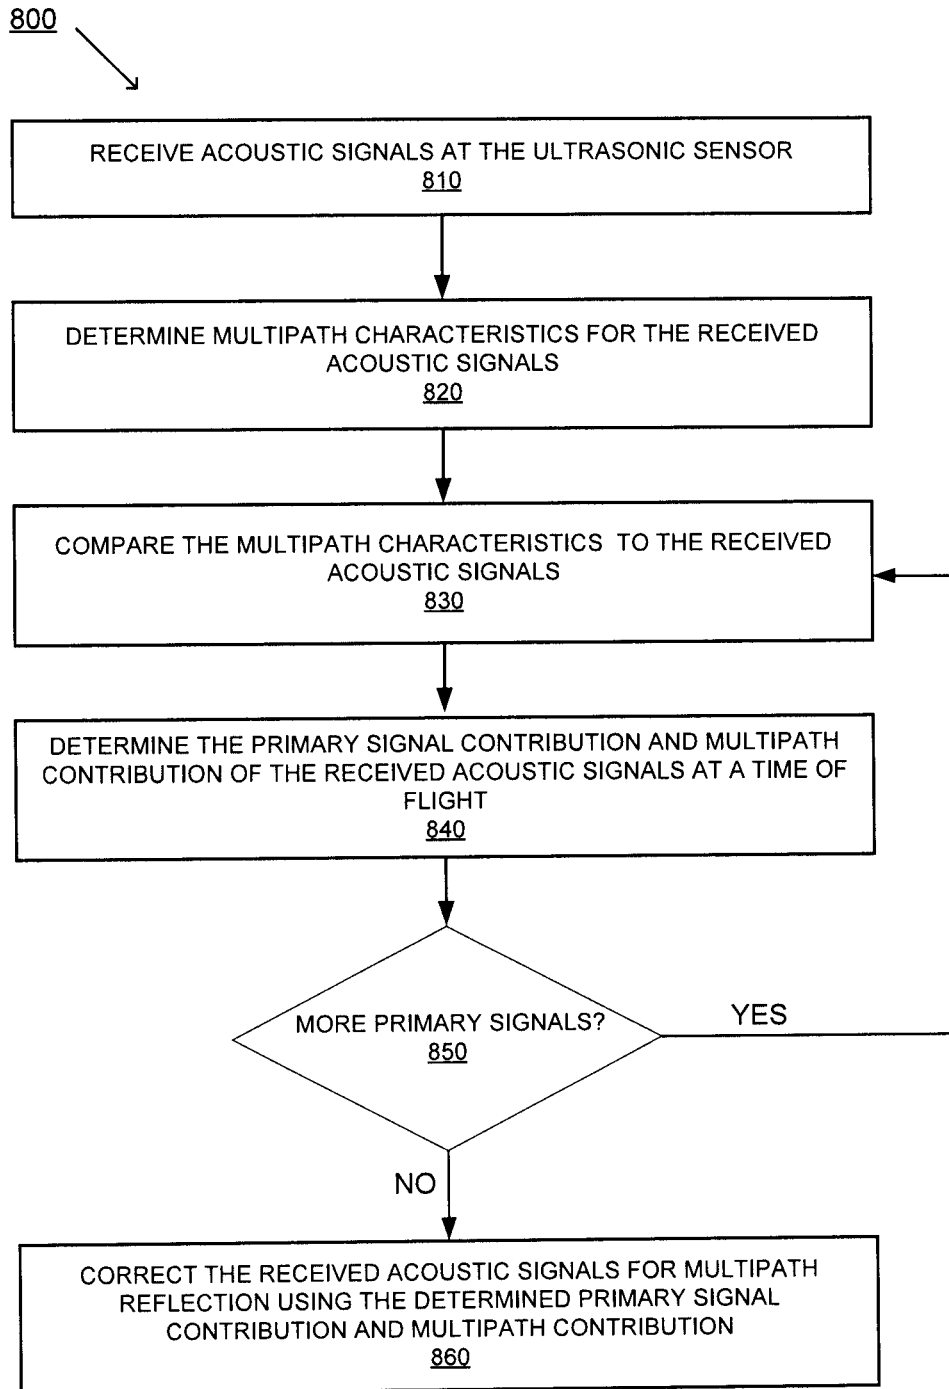 800
RECEIVE ACOUSTIC SIGNALS AT THE ULTRASONIC SENSOR
810
DETERMINE MULTIPATH CHARACTERISTICS FOR THE RECEIVED
ACOUSTIC SIGNALS
820
COMPARE THE MULTIPATH CHARACTERISTICS TO THE RECEIVED
ACOUSTIC SIGNALS
830
DETERMINE THE PRIMARY SIGNAL CONTRIBUTION AND MULTIPATH
CONTRIBUTION OF THE RECEIVED ACOUSTIC SIGNALS AT A TIME OF
FLIGHT
840
MORE PRIMARY SIGNALS?
850
YES
NO
CORRECT THE RECEIVED ACOUSTIC SIGNALS FOR MULTIPATH
REFLECTION USING THE DETERMINED PRIMARY SIGNAL
CONTRIBUTION AND MULTIPATH CONTRIBUTION
860